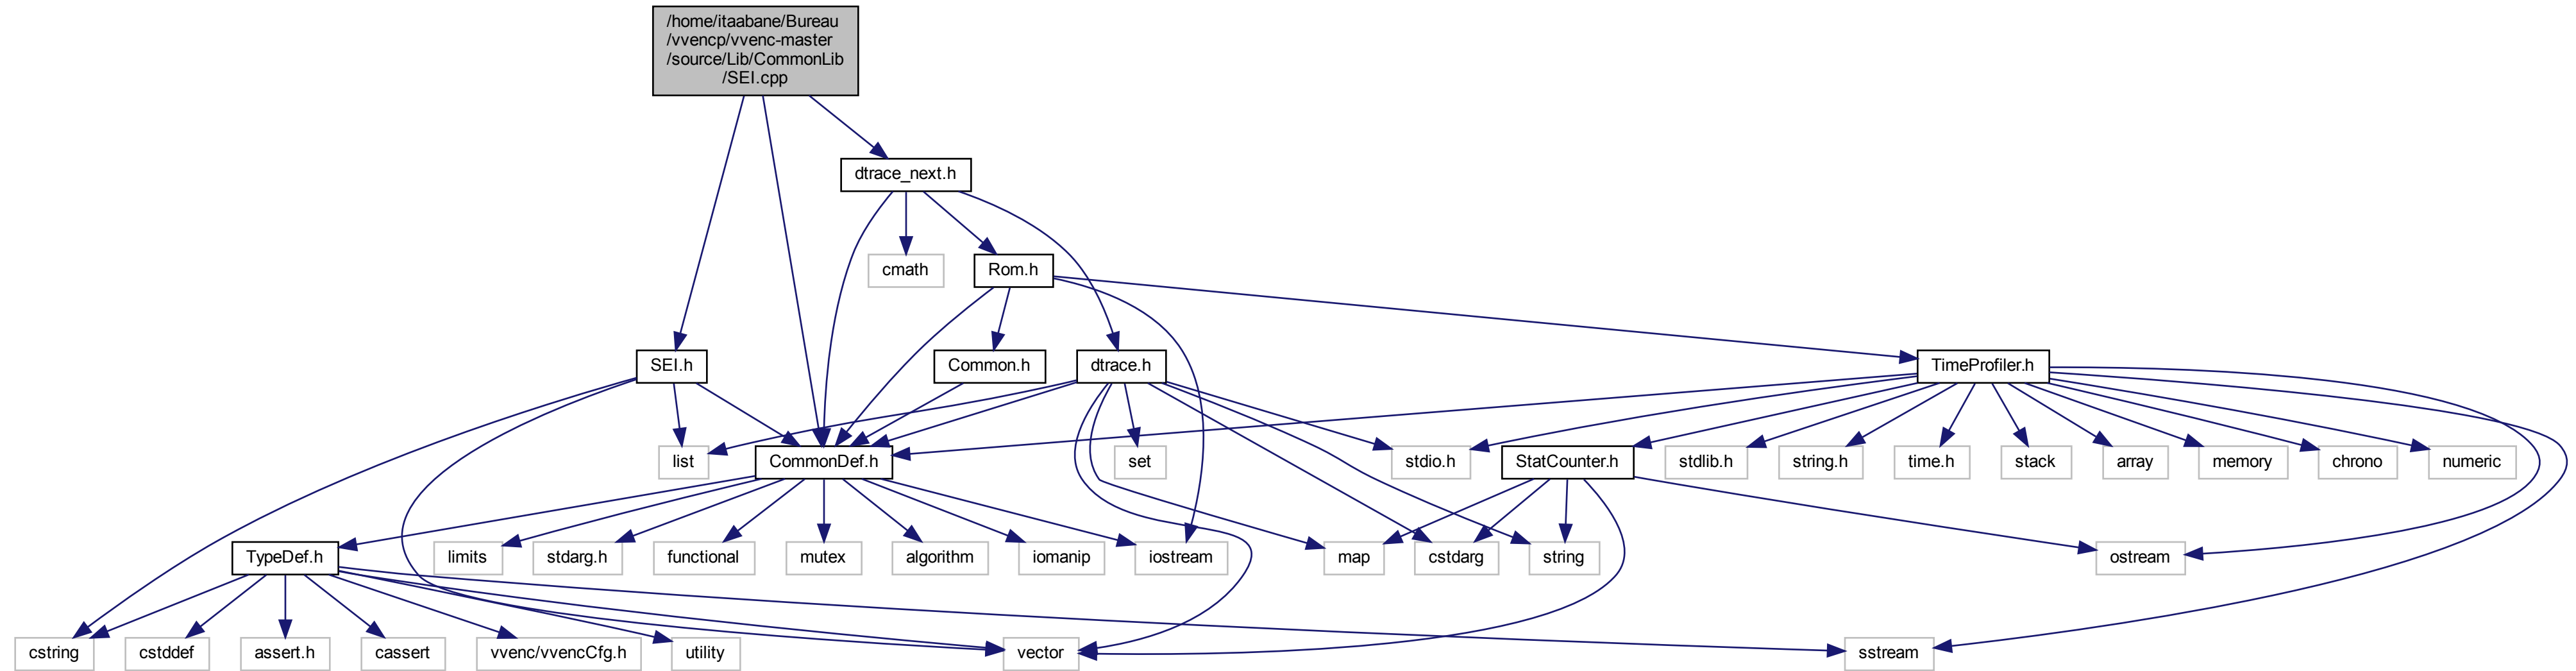 /home/itaabane/Bureau
/vvencp/vvenc-master
/source/Lib/CommonLib
/SEI.cpp
dtrace_next.h
cmath
Rom.h
SEI.h
Common.h
dtrace.h
TimeProfiler.h
list
CommonDef.h
set
stdio.h
StatCounter.h
stdlib.h
string.h
time.h
stack
array
memory
chrono
numeric
TypeDef.h
limits
stdarg.h
functional
mutex
algorithm
iomanip
iostream
map
cstdarg
string
ostream
cstring
cstddef
assert.h
cassert
vvenc/vvencCfg.h
utility
vector
sstream